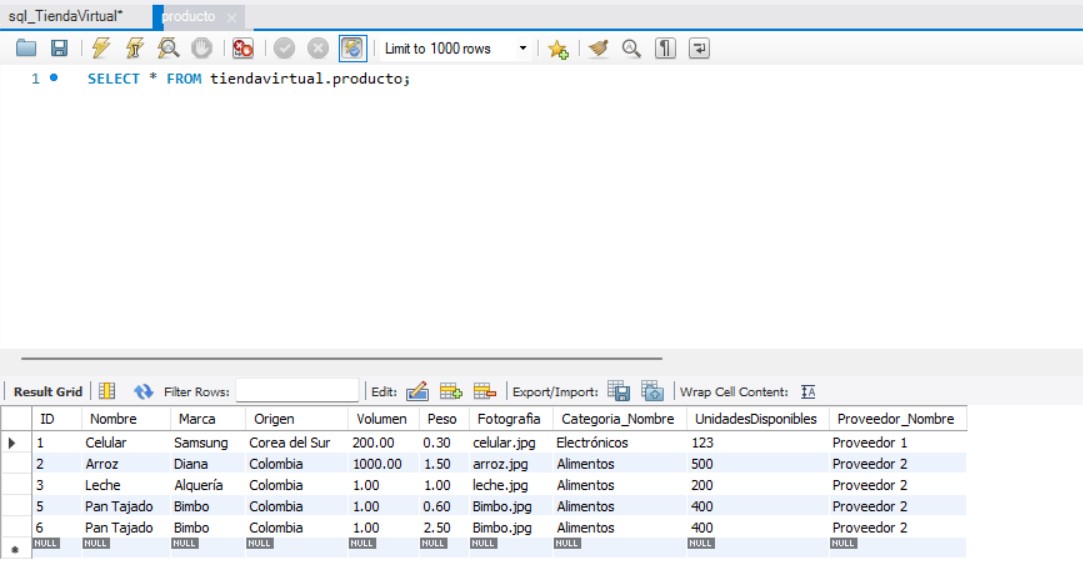 sql_TiendaVirtual* producto
Limit to 1000 rows
1 SELECT * FROM tiendavirtual.producto;
Result Grid Filter Rows: Edit: Export/Import: Wrap Cell Content:
ID Nombre Marca Origen Volumen Peso Fotografia Categoria_Nombre UnidadesDisponibles Proveedor_Nombre
1 Celular Samsung Corea del Sur 200.00 0.30 celular.jpg Electrónicos 123 Proveedor 1
2 Arroz Diana Colombia 1000.00 1.50 arroz.jpg Alimentos 500 Proveedor 2
3 Leche Alquería Colombia 1.00 1.00 leche.jpg Alimentos 200 Proveedor 2
5 Pan Tajado Bimbo Colombia 1.00 0.60 Bimbo.jpg Alimentos 400 Proveedor 2
6 Pan Tajado Bimbo Colombia 1.00 2.50 Bimbo.jpg Alimentos 400 Proveedor 2
NULL NULL NULL NULL NULL NULL NULL NULL NULL NULL